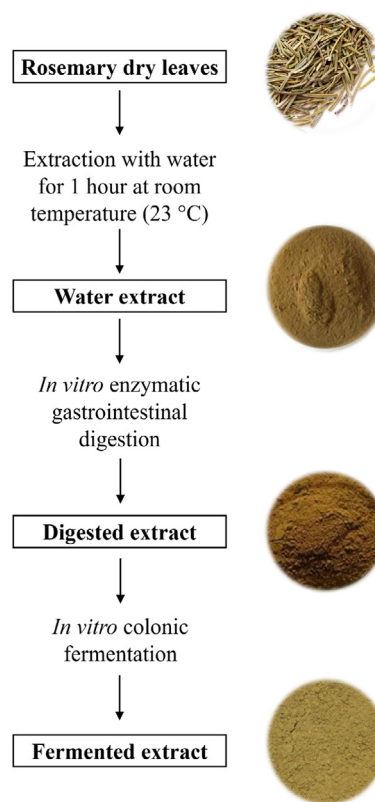 Rosemary dry leaves
Extraction with water
for 1 hour at room
temperature (23 °C)
Water extract
In vitro enzymatic
gastrointestinal
digestion
Digested extract
In vitro colonic
fermentation
Fermented extract